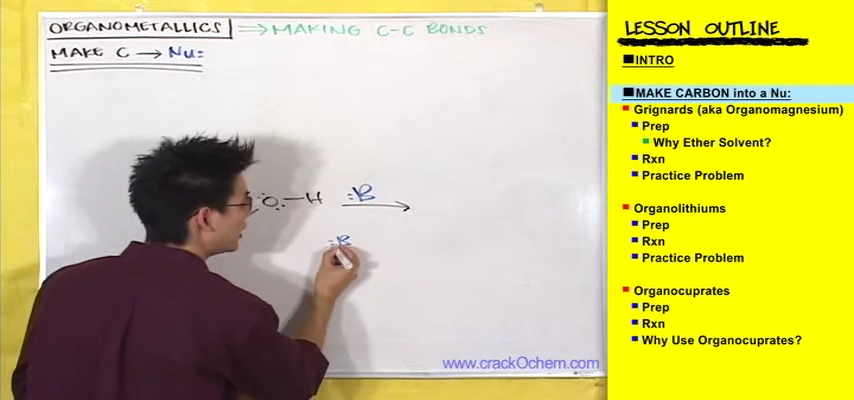 ORGANOMETALLICS ⟹ MAKING C-C BONDS
MAKE C → Nu:
:Ö:—H :B →
:B
www.crackOchem.com
LESSON OUTLINE
INTRO
MAKE CARBON into a Nu:
Grignards (aka Organomagnesium)
Prep
Why Ether Solvent?
Rxn
Practice Problem
Organolithiums
Prep
Rxn
Practice Problem
Organocuprates
Prep
Rxn
Why Use Organocuprates?